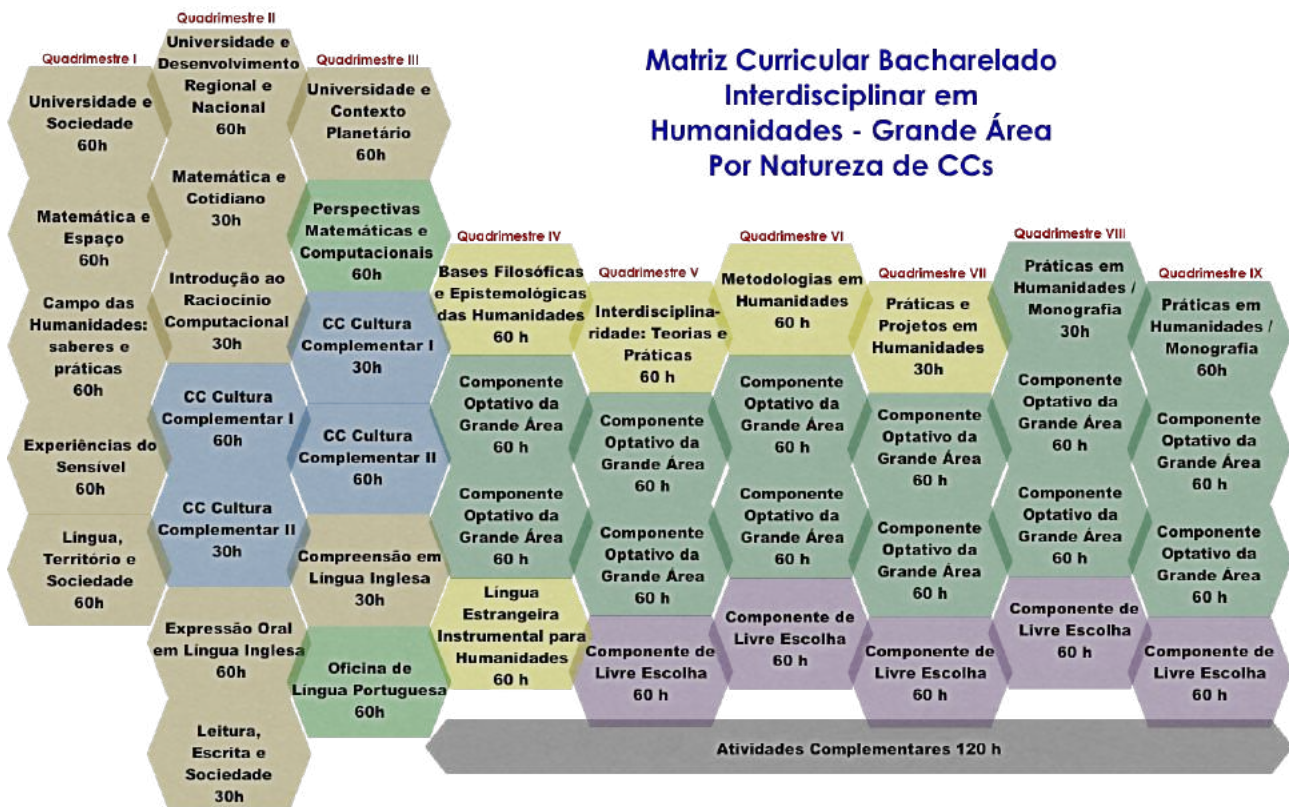 Matriz Curricular Bacharelado
Interdisciplinar em
Humanidades - Grande Área
Por Natureza de CCs
Quadrimestre I
Universidade e
Sociedade
60h
Matemática e
Espaço
60h
Campo das
Humanidades:
saberes e
práticas
60h
Experiências do
Sensível
60h
Língua,
Território e
Sociedade
60h
Quadrimestre II
Universidade e
Desenvolvimento
Regional e
Nacional
60h
Matemática e
Cotidiano
30h
Introdução ao
Raciocínio
Computacional
30h
CC Cultura
Complementar I
60h
CC Cultura
Complementar II
30h
Expressão Oral
em Língua Inglesa
60h
Leitura,
Escrita e
Sociedade
30h
Quadrimestre III
Universidade e
Contexto
Planetário
60h
Perspectivas
Matemáticas e
Computacionais
60h
CC Cultura
Complementar I
30h
CC Cultura
Complementar II
60h
Compreensão em
Língua Inglesa
30h
Oficina de
Língua Portuguesa
60h
Quadrimestre IV
Bases Filosóficas
e Epistemológicas
das Humanidades
60 h
Componente
Optativo da
Grande Área
60 h
Componente
Optativo da
Grande Área
60 h
Língua
Estrangeira
Instrumental para
Humanidades
60 h
Quadrimestre V
Interdisciplina-
ridade: Teorias e
Práticas
60 h
Componente
Optativo da
Grande Área
60 h
Componente
Optativo da
Grande Área
60 h
Componente de
Livre Escolha
60 h
Quadrimestre VI
Metodologias em
Humanidades
60 h
Componente
Optativo da
Grande Área
60 h
Componente
Optativo da
Grande Área
60 h
Componente de
Livre Escolha
60 h
Quadrimestre VII
Práticas e
Projetos em
Humanidades
30h
Componente
Optativo da
Grande Área
60 h
Componente
Optativo da
Grande Área
60 h
Componente de
Livre Escolha
60 h
Quadrimestre VIII
Práticas em
Humanidades /
Monografia
30h
Componente
Optativo da
Grande Área
60 h
Componente
Optativo da
Grande Área
60 h
Componente de
Livre Escolha
60 h
Quadrimestre IX
Práticas em
Humanidades /
Monografia
60h
Componente
Optativo da
Grande Área
60 h
Componente
Optativo da
Grande Área
60 h
Componente de
Livre Escolha
60 h
Atividades Complementares 120 h